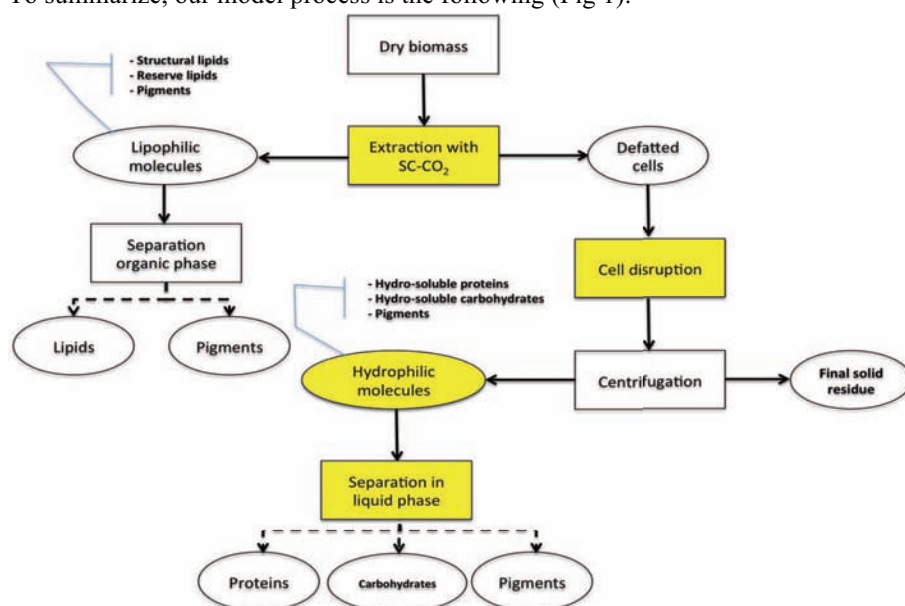 To summarize, our model process is the following (Fig 1):
Dry biomass
- Structural lipids
- Reserve lipids
- Pigments
Lipophilic
molecules
Extraction with
SC-CO₂
Defatted
cells
Separation
organic phase
Cell disruption
- Hydro-soluble proteins
- Hydro-soluble carbohydrates
- Pigments
Lipids
Pigments
Hydrophilic
molecules
Centrifugation
Final solid
residue
Separation in
liquid phase
Proteins
Carbohydrates
Pigments